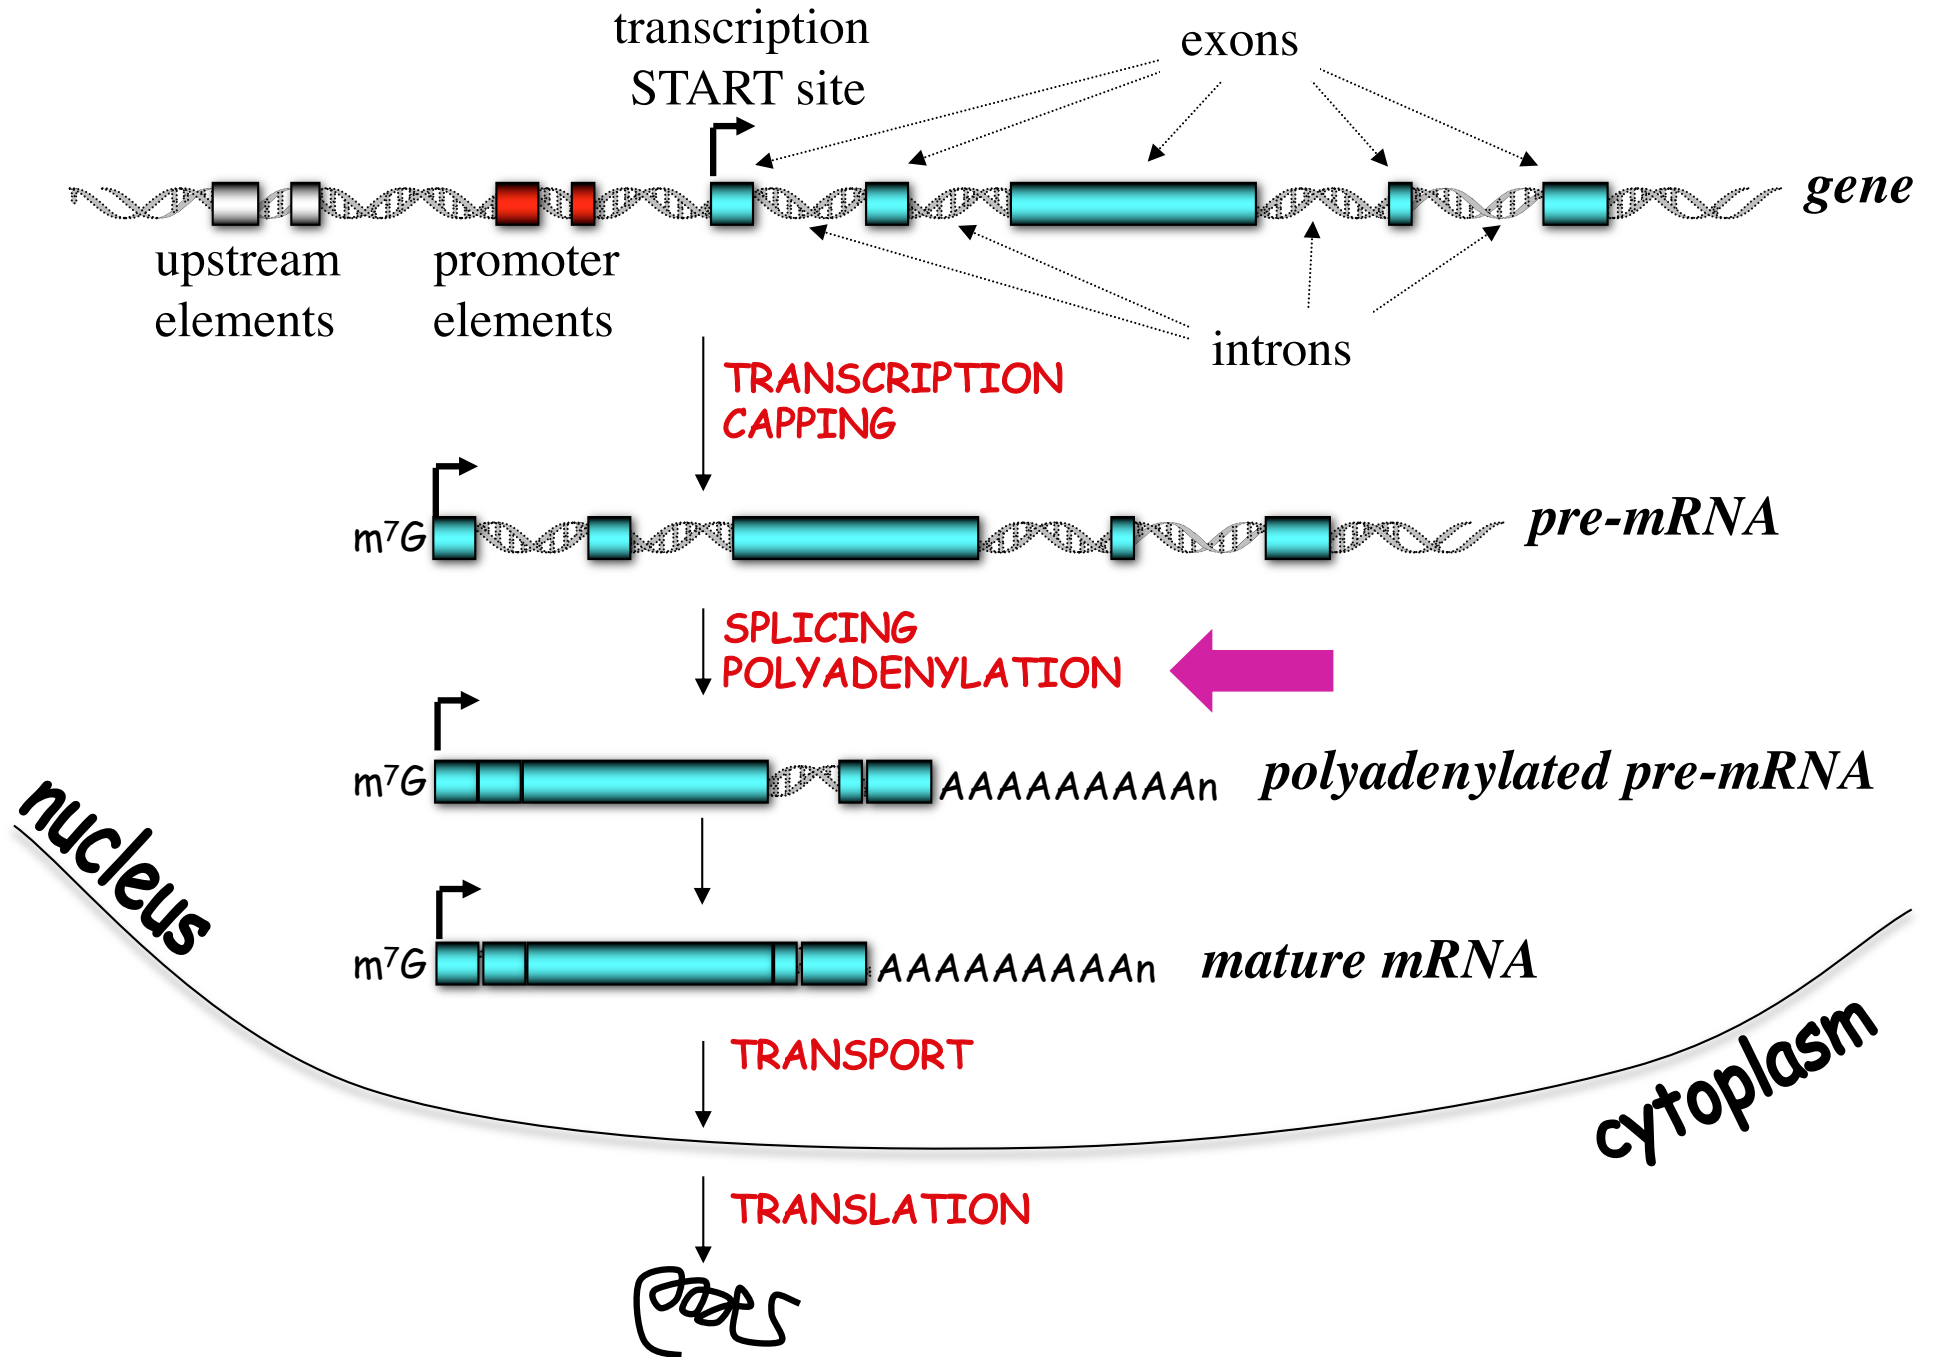 transcription
START site
exons
gene
upstream
elements
promoter
elements
introns
TRANSCRIPTION
CAPPING
m⁷G
pre-mRNA
SPLICING
POLYADENYLATION
m⁷G
AAAAAAAAAn
polyadenylated pre-mRNA
nucleus
m⁷G
AAAAAAAAAn
mature mRNA
TRANSPORT
cytoplasm
TRANSLATION